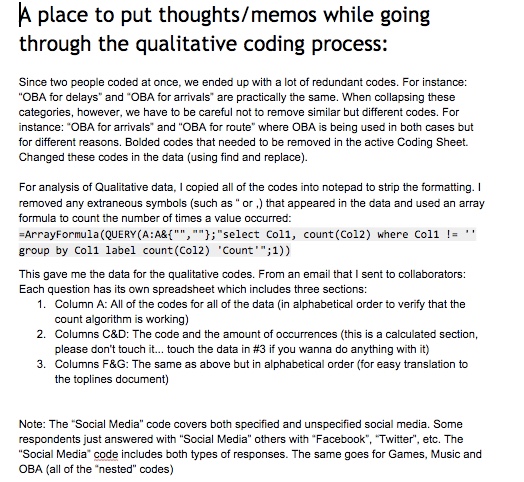 A place to put thoughts/memos while going
through the qualitative coding process:
Since two people coded at once, we ended up with a lot of redundant codes. For instance:
"OBA for delays" and "OBA for arrivals" are practically the same. When collapsing these
categories, however, we have to be careful not to remove similar but different codes. For
instance: "OBA for arrivals" and "OBA for route" where OBA is being used in both cases but
for different reasons. Bolded codes that needed to be removed in the active Coding Sheet.
Changed these codes in the data (using find and replace).
For analysis of Qualitative data, I copied all of the codes into notepad to strip the formatting. I
removed any extraneous symbols (such as " or ,) that appeared in the data and used an array
formula to count the number of times a value occurred:
=ArrayFormula(QUERY(A:A&{"",""};"select Col1, count(Col2) where Col1 != ''
group by Col1 label count(Col2) 'Count'";1))
This gave me the data for the qualitative codes. From an email that I sent to collaborators:
Each question has its own spreadsheet which includes three sections:
1. Column A: All of the codes for all of the data (in alphabetical order to verify that the
count algorithm is working)
2. Columns C&D: The code and the amount of occurrences (this is a calculated section,
please don't touch it... touch the data in #3 if you wanna do anything with it)
3. Columns F&G: The same as above but in alphabetical order (for easy translation to
the toplines document)
Note: The "Social Media" code covers both specified and unspecified social media. Some
respondents just answered with "Social Media" others with "Facebook", "Twitter", etc. The
"Social Media" code includes both types of responses. The same goes for Games, Music and
OBA (all of the "nested" codes)